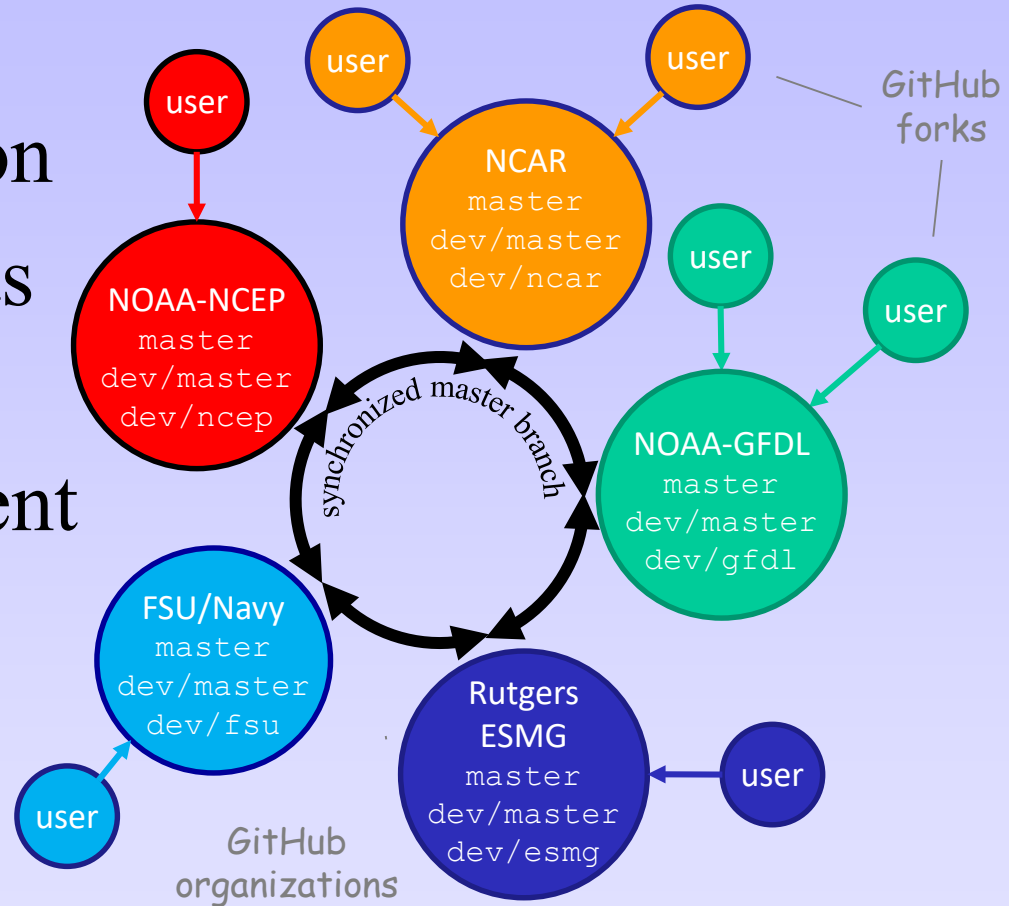 user
user
user
GitHub
forks
NCAR
master
dev/master
dev/ncar
user
user
NOAA-NCEP
master
dev/master
dev/ncep
synchronized master branch
NOAA-GFDL
master
dev/master
dev/gfdl
FSU/Navy
master
dev/master
dev/fsu
user
Rutgers
ESMG
master
dev/master
dev/esmg
user
GitHub
organizations